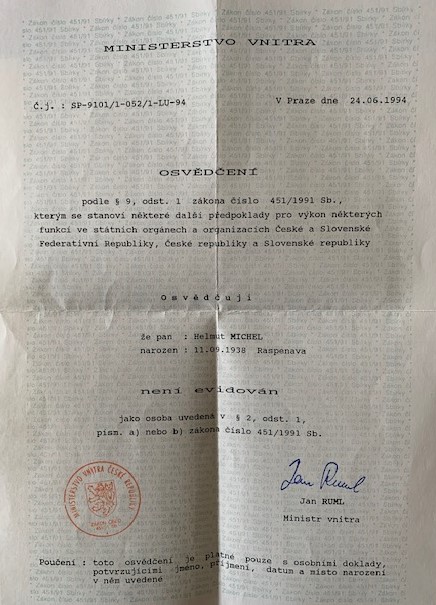 MINISTERSTVO VNITRA
Č.j. : SP-9101/1-052/1-LU-94 V Praze dne 24.06.1994
OSVĚDČENÍ
podle § 9, odst. 1 zákona číslo 451/1991 Sb.,
kterým se stanoví některé další předpoklady pro výkon některých
funkcí ve státních orgánech a organizacích České a Slovenské
Federativní Republiky, České republiky a Slovenské republiky
Osvědčuji
že pan : Helmut MICHEL
narozen : 11.09.1938 Raspenava
není evidován
jako osoba uvedená v § 2, odst. 1,
písm. a) nebo b) zákona číslo 451/1991 Sb.
MINISTERSTVO VNITRA ČESKÉ REPUBLIKY
Jan Ruml
Jan RUML
Ministr vnitra
Poučení : toto osvědčení je platné pouze s osobními doklady,
potvrzujícími jméno, příjmení, datum a místo narození
v něm uvedené